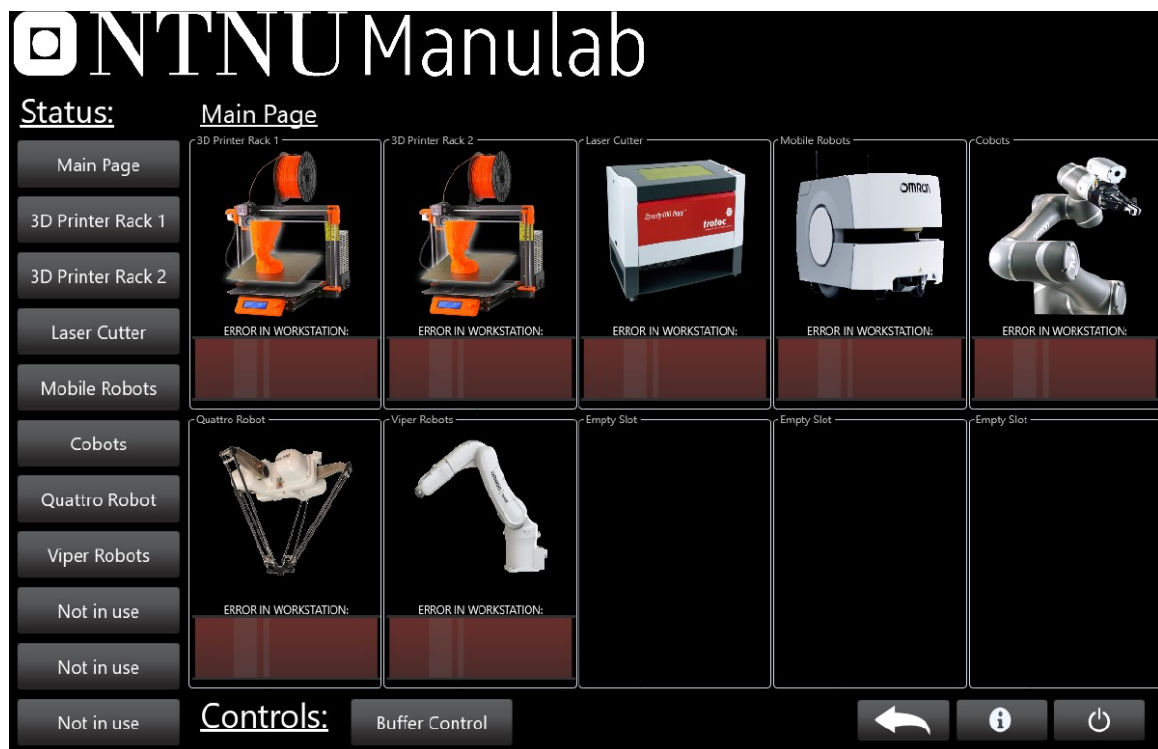 NTNU Manulab
Status:
Main Page
3D Printer Rack 1
3D Printer Rack 2
Laser Cutter
Mobile Robots
Cobots
Quattro Robot
Viper Robots
Not in use
Not in use
Not in use
Main Page
3D Printer Rack 1
ERROR IN WORKSTATION:
3D Printer Rack 2
ERROR IN WORKSTATION:
Laser Cutter
trotec
ERROR IN WORKSTATION:
Mobile Robots
OMRON
ERROR IN WORKSTATION:
Cobots
ERROR IN WORKSTATION:
Quattro Robot
ERROR IN WORKSTATION:
Viper Robots
ERROR IN WORKSTATION:
Empty Slot
Empty Slot
Empty Slot
Controls:
Buffer Control